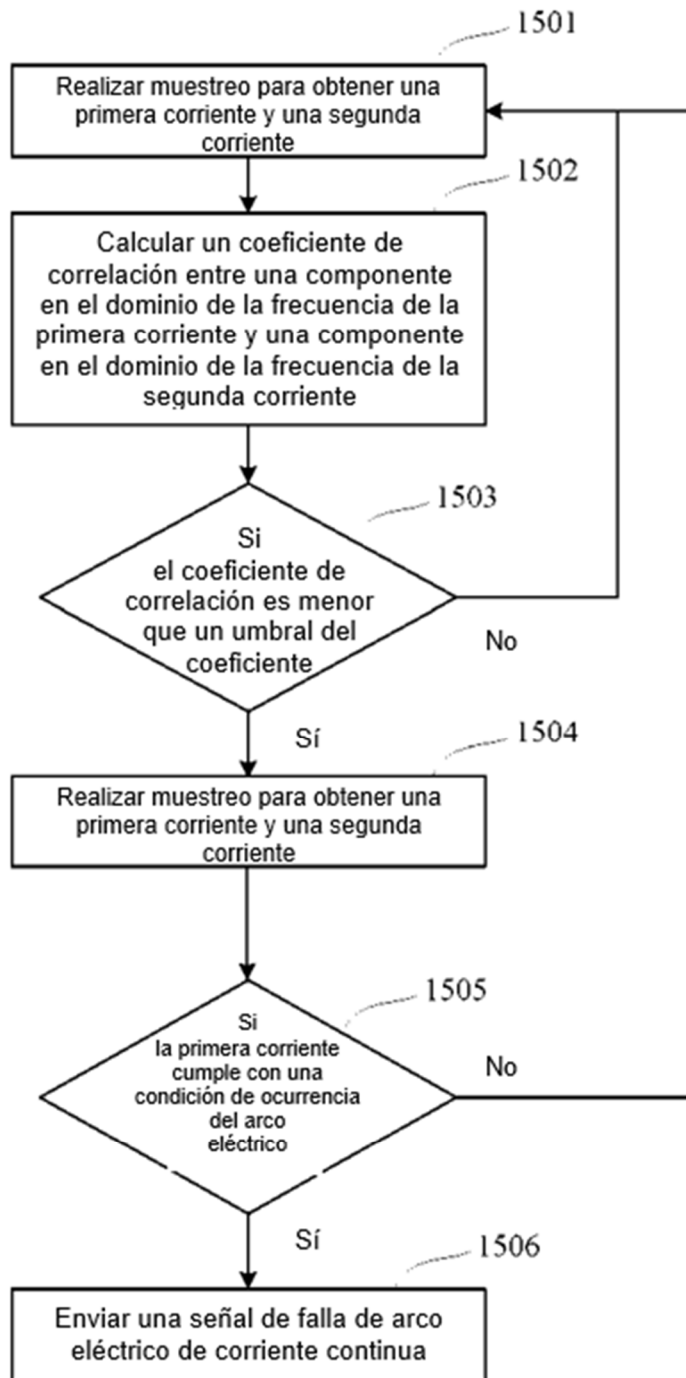 1501
Realizar muestreo para obtener una
primera corriente y una segunda
corriente
1502
Calcular un coeficiente de
correlación entre una componente
en el dominio de la frecuencia de la
primera corriente y una componente
en el dominio de la frecuencia de la
segunda corriente
1503
Si
el coeficiente de
correlación es menor
que un umbral del
coeficiente
No
Sí
1504
Realizar muestreo para obtener una
primera corriente y una segunda
corriente
1505
Si
la primera corriente
cumple con una
condición de ocurrencia
del arco
eléctrico
No
Sí
1506
Enviar una señal de falla de arco
eléctrico de corriente continua